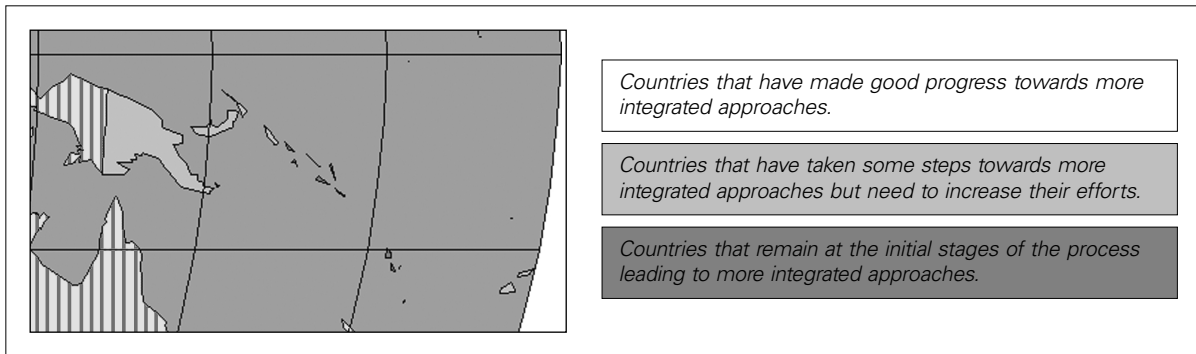 Countries that have made good progress towards more
integrated approaches.
Countries that have taken some steps towards more
integrated approaches but need to increase their efforts.
Countries that remain at the initial stages of the process
leading to more integrated approaches.